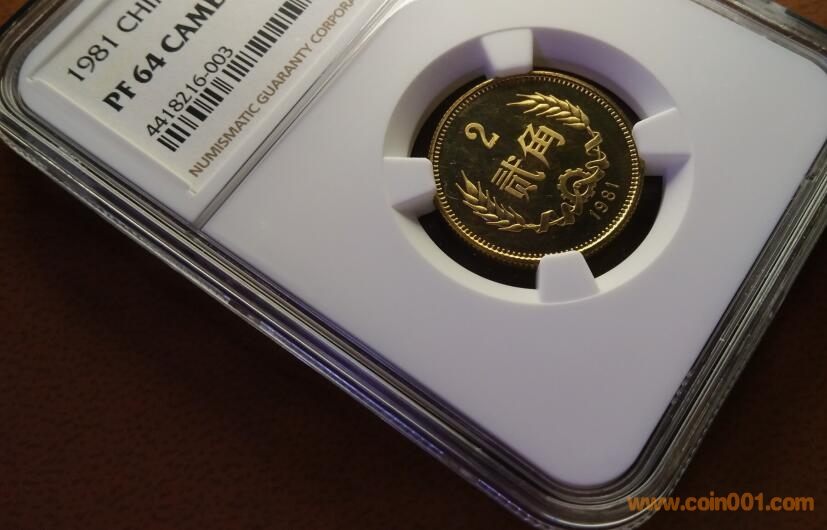 1981 CHI
PF 64 CAME
4418216-003
NUMISMATIC GUARANTY CORPORA
2
贰角
1981
www.coin001.com